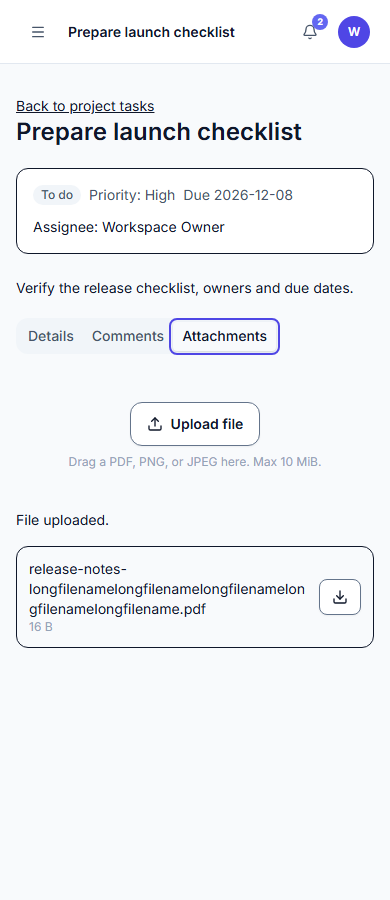 Prepare launch checklist
2
W
Back to project tasks
Prepare launch checklist
To do Priority: High Due 2026-12-08
Assignee: Workspace Owner
Verify the release checklist, owners and due dates.
Details Comments Attachments
Upload file
Drag a PDF, PNG, or JPEG here. Max 10 MiB.
File uploaded.
release-notes-
longfilenamelongfilenamelongfilenamelon
gfilenamelongfilename.pdf
16 B